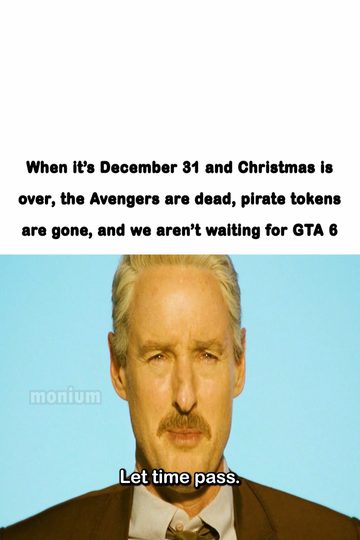 When it’s December 31 and Christmas is
over, the Avengers are dead, pirate tokens
are gone, and we aren’t waiting for GTA 6
monium
Let time pass.